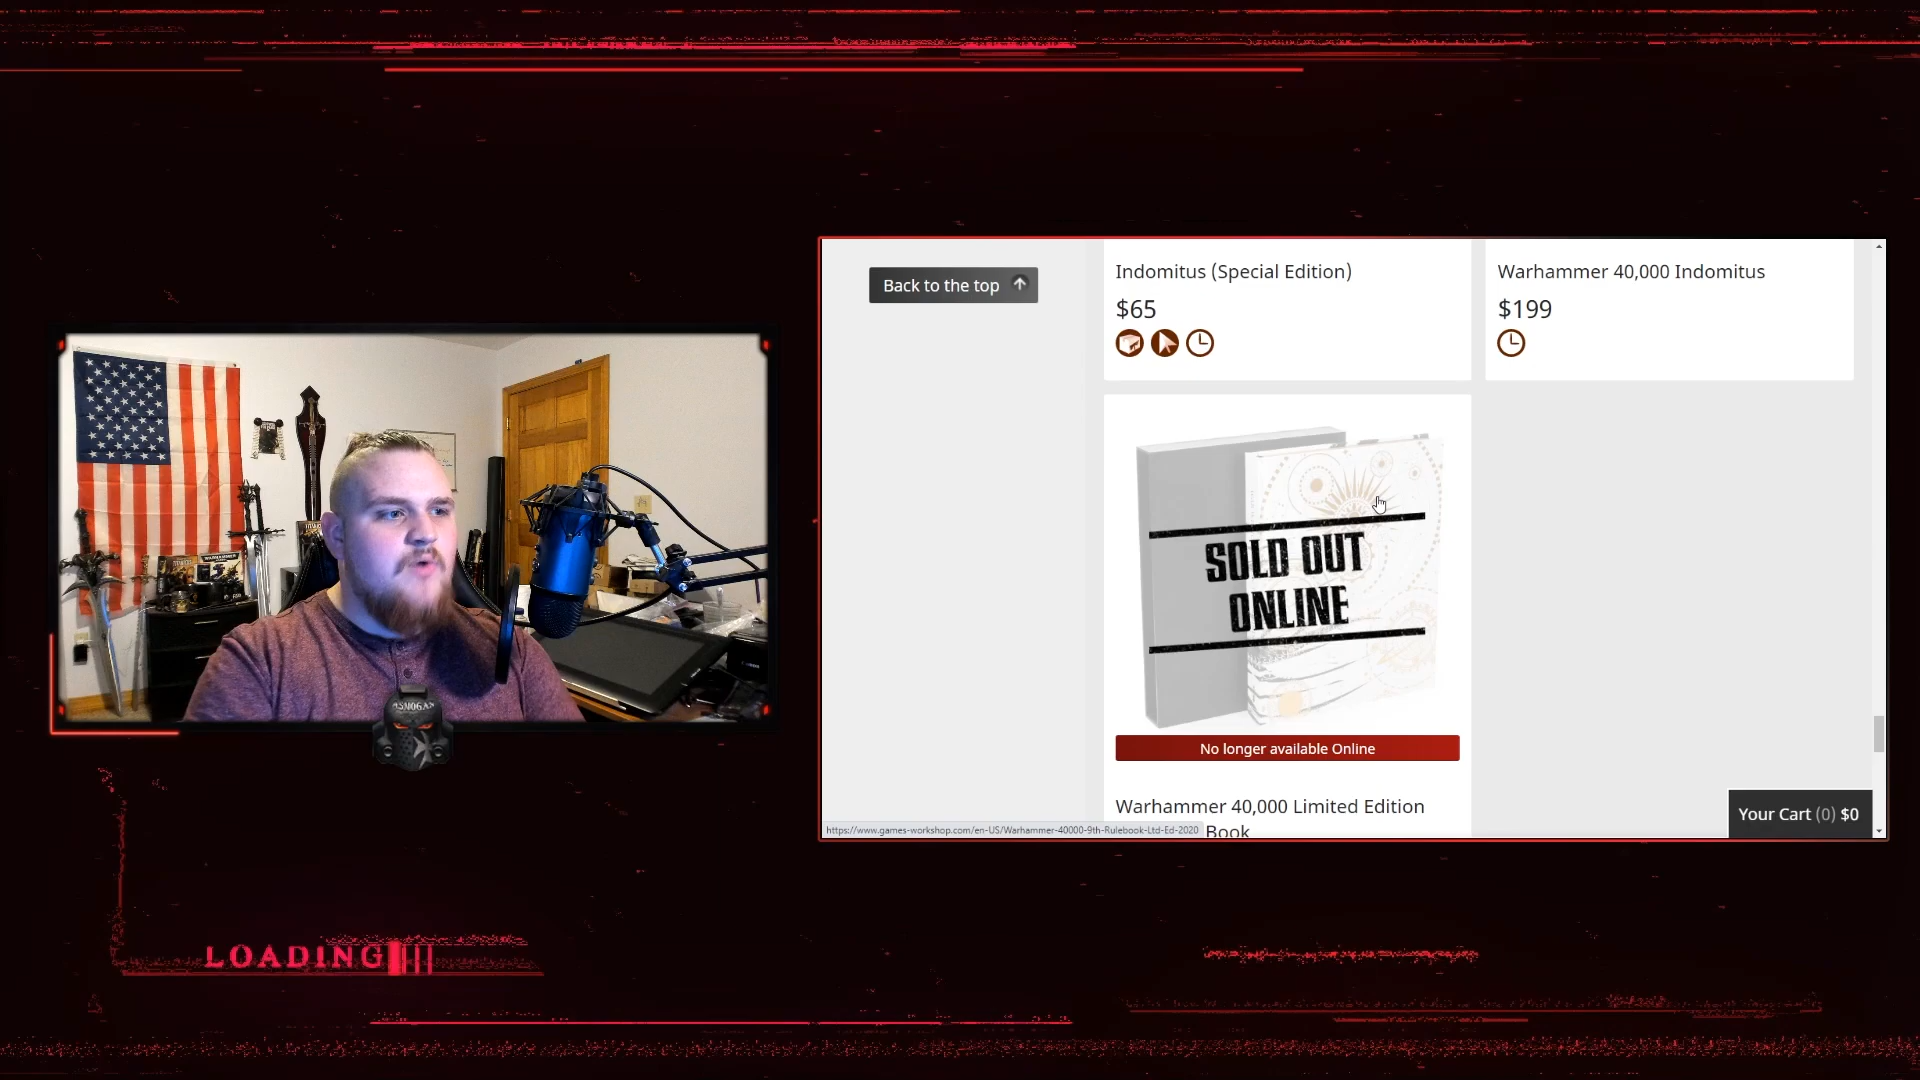 Back to the top
Indomitus (Special Edition)
$65
Warhammer 40,000 Indomitus
$199
SOLD OUT
ONLINE
No longer available Online
Warhammer 40,000 Limited Edition
Book
https://www.games-workshop.com/en-US/Warhammer-40000-9th-Rulebook-Ltd-Ed-2020
Your Cart (0) $0
LOADING